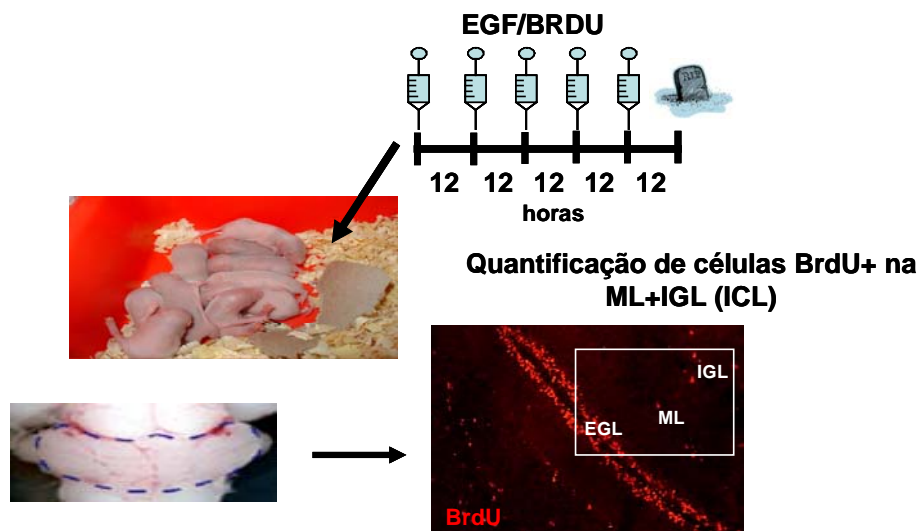 EGF/BRDU
RIP
12 12 12 12 12
horas
Quantificação de células BrdU+ na
ML+IGL (ICL)
IGL
ML
EGL
BrdU